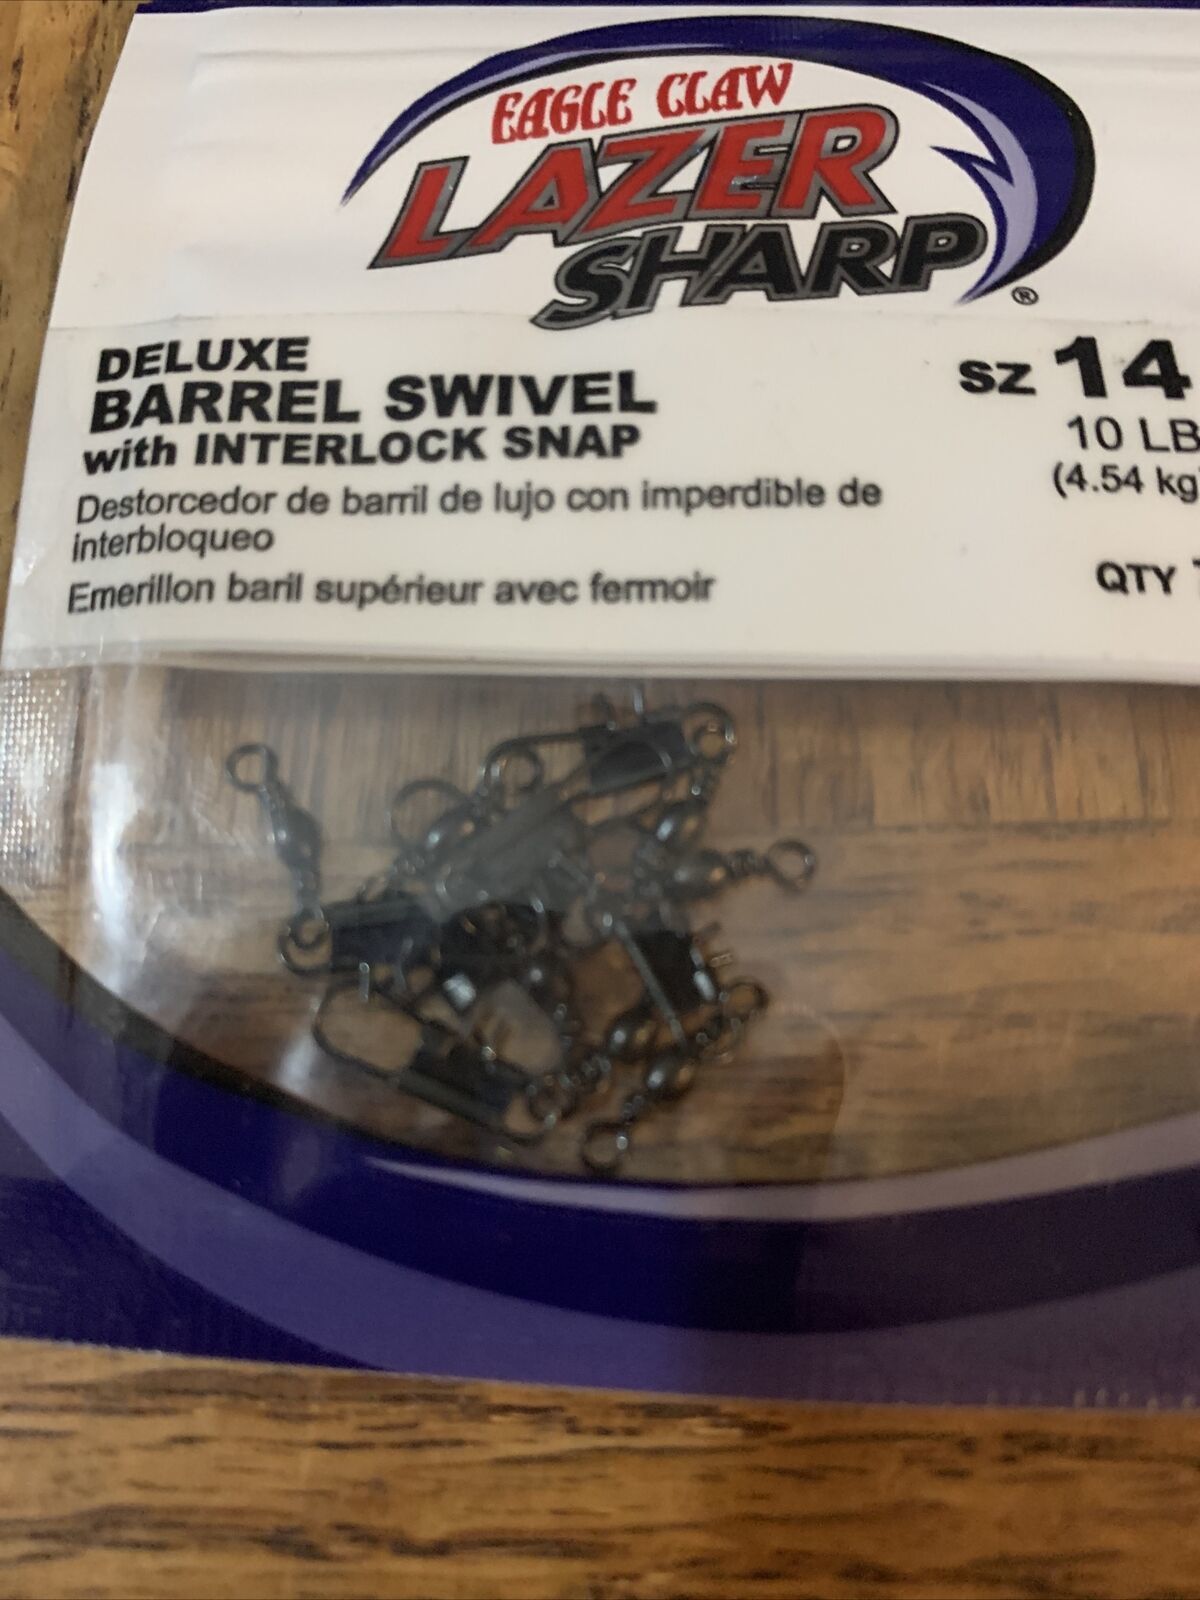 EAGLE CLAW
LAZER
SHARP®
DELUXE
BARREL SWIVEL
with INTERLOCK SNAP
Destorcedor de barril de lujo con imperdible de
interbloqueo
Emerillon baril supérieur avec fermoir
SZ 14
10 LB
(4.54 kg)
QTY